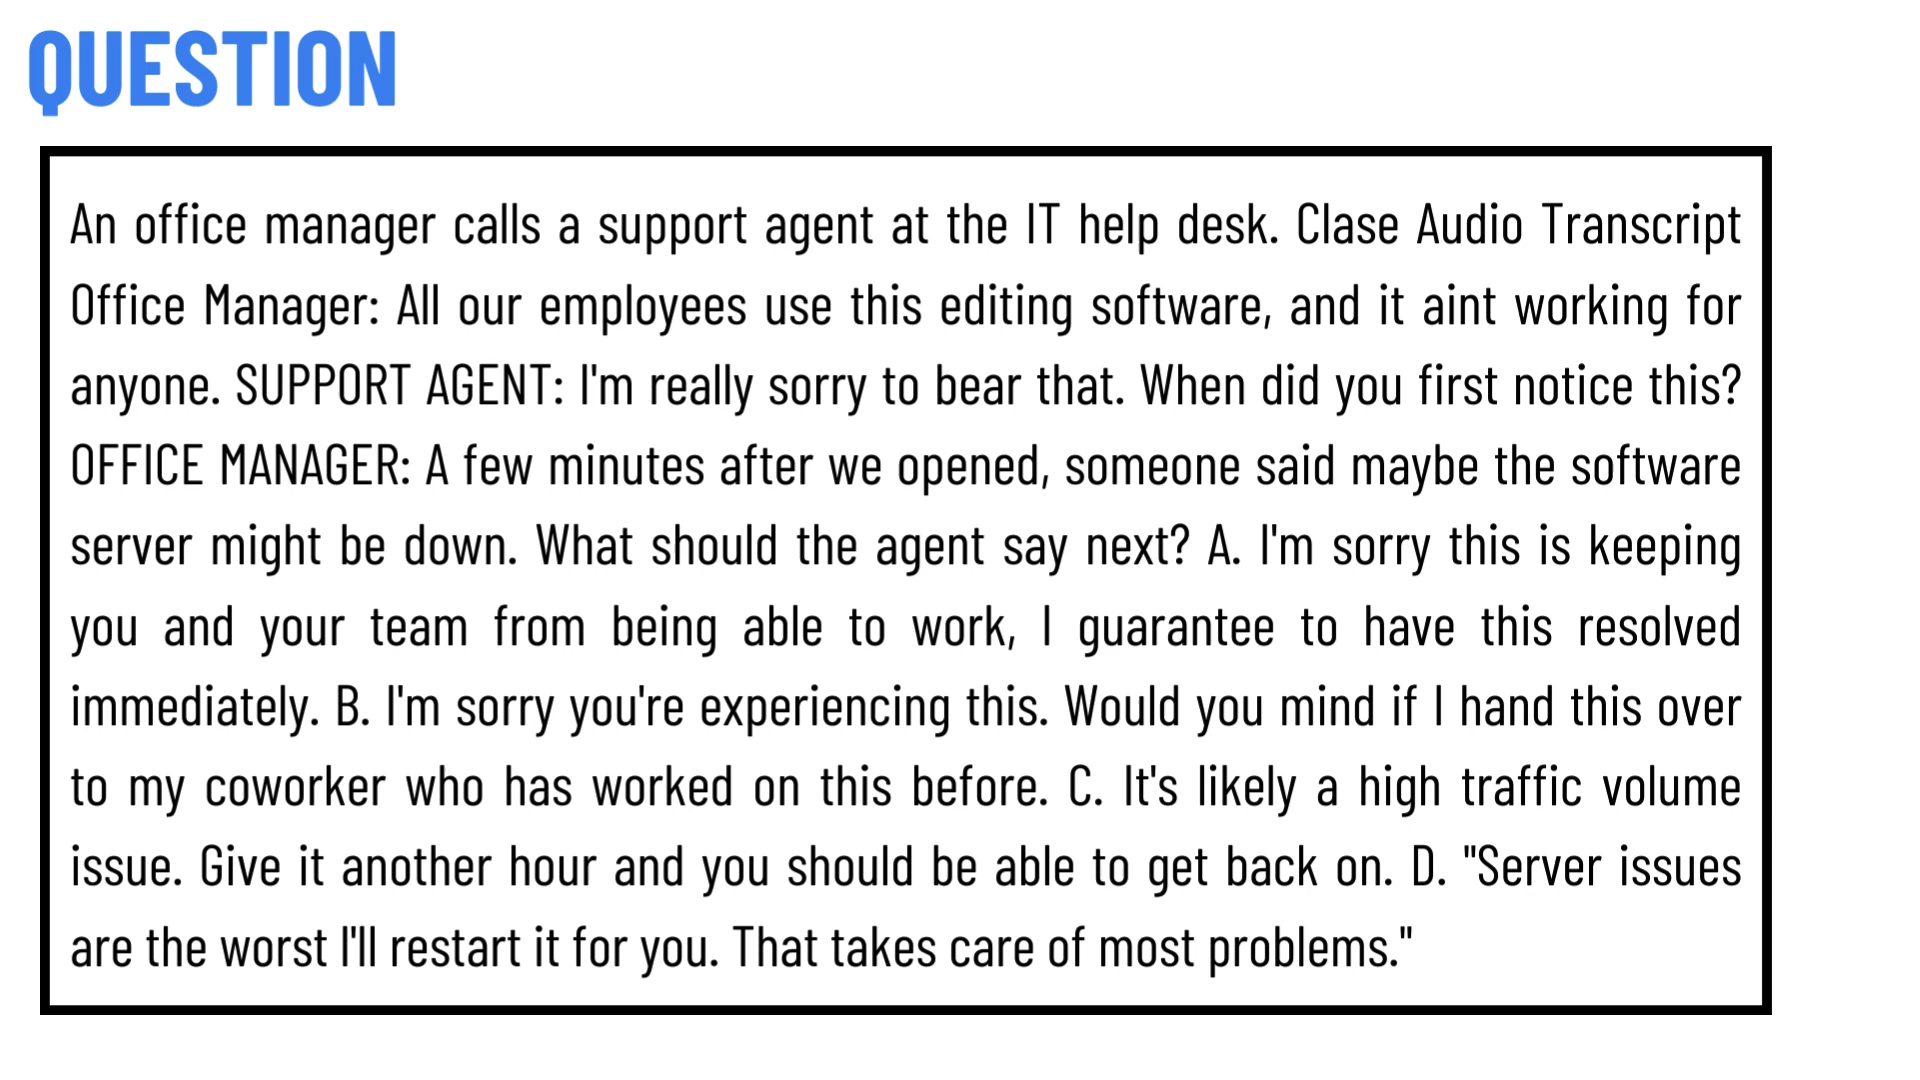 QUESTION
An office manager calls a support agent at the IT help desk. Clase Audio Transcript
Office Manager: All our employees use this editing software, and it aint working for
anyone. SUPPORT AGENT: I'm really sorry to bear that. When did you first notice this?
OFFICE MANAGER: A few minutes after we opened, someone said maybe the software
server might be down. What should the agent say next? A. I'm sorry this is keeping
you and your team from being able to work, I guarantee to have this resolved
immediately. B. I'm sorry you're experiencing this. Would you mind if I hand this over
to my coworker who has worked on this before. C. It's likely a high traffic volume
issue. Give it another hour and you should be able to get back on. D. "Server issues
are the worst I'll restart it for you. That takes care of most problems."